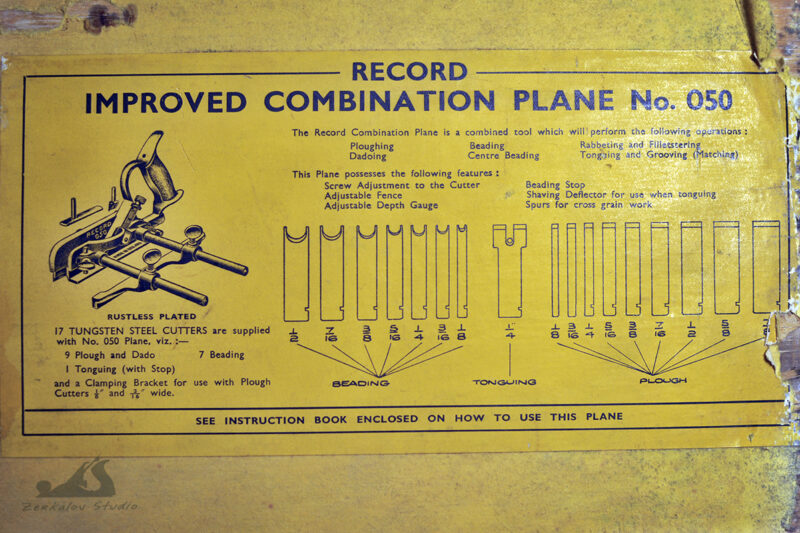 RECORD
IMPROVED COMBINATION PLANE No. 050
The Record Combination Plane is a combined tool which will perform the following operations :
Ploughing Beading Rabbeting and Filletstering
Dadoing Centre Beading Tonguing and Grooving (Matching)
This Plane possesses the following features :
Screw Adjustment to the Cutter Beading Stop
Adjustable Fence Shaving Deflector for use when tonguing
Adjustable Depth Gauge Spurs for cross grain work
RECORD
050
RUSTLESS PLATED
17 TUNGSTEN STEEL CUTTERS are supplied
with No. 050 Plane, viz. :—
9 Plough and Dado 7 Beading
1 Tonguing (with Stop)
and a Clamping Bracket for use with Plough
Cutters 1/8" and 3/16" wide.
1/2 7/16 3/8 5/16 1/4 3/16 1/8
BEADING
1/4
TONGUING
1/8 3/16 1/4 5/16 3/8 7/16 1/2 5/8
PLOUGH
SEE INSTRUCTION BOOK ENCLOSED ON HOW TO USE THIS PLANE
Zerkalov Studio